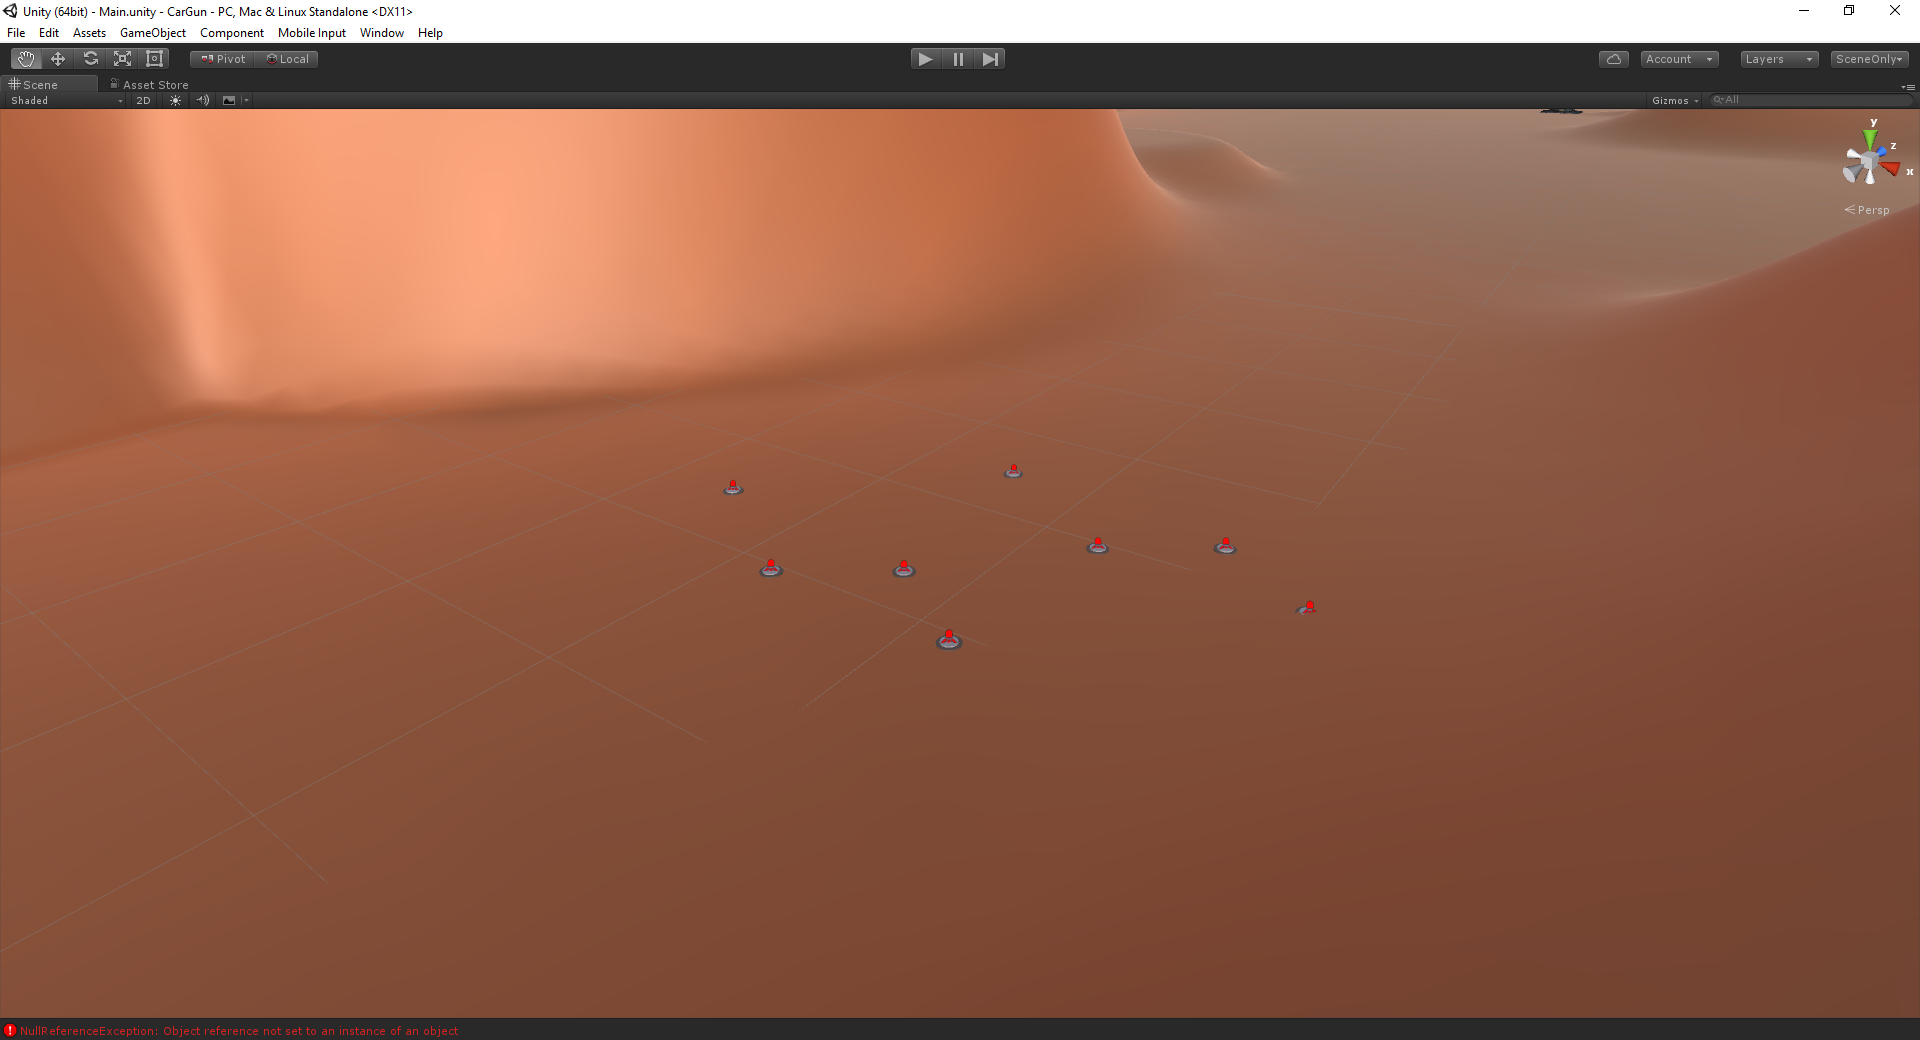 Unity (64bit) - Main.unity - CarGun - PC, Mac & Linux Standalone <DX11>
File Edit Assets GameObject Component Mobile Input Window Help
Pivot Local Account Layers SceneOnly
Scene Asset Store
Shaded 2D Gizmos All
y
z
x
Persp
NullReferenceException: Object reference not set to an instance of an object